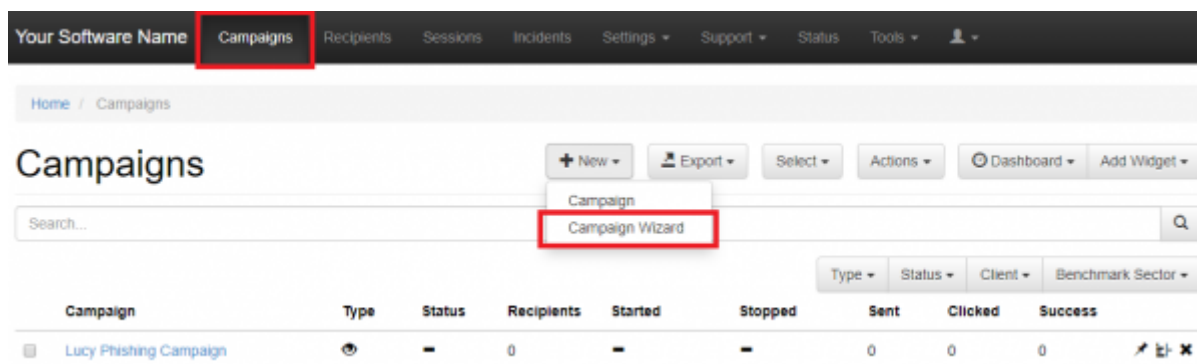 Your Software Name Campaigns Recipients Sessions Incidents Settings Support Status Tools
Home / Campaigns
Campaigns
New Export Select Actions Dashboard Add Widget
Campaign
Campaign Wizard
Search...
Type Status Client Benchmark Sector
Campaign Type Status Recipients Started Stopped Sent Clicked Success
Lucy Phishing Campaign - 0 - - 0 0 0